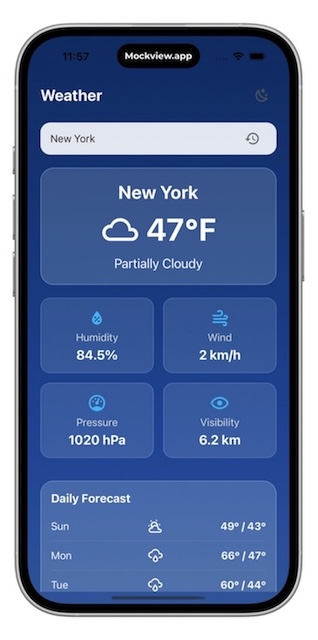 11:57
Mockview.app
Weather
New York
New York
47°F
Partially Cloudy
Humidity
84.5%
Wind
2 km/h
Pressure
1020 hPa
Visibility
6.2 km
Daily Forecast
Sun 49° / 43°
Mon 66° / 47°
Tue 60° / 44°